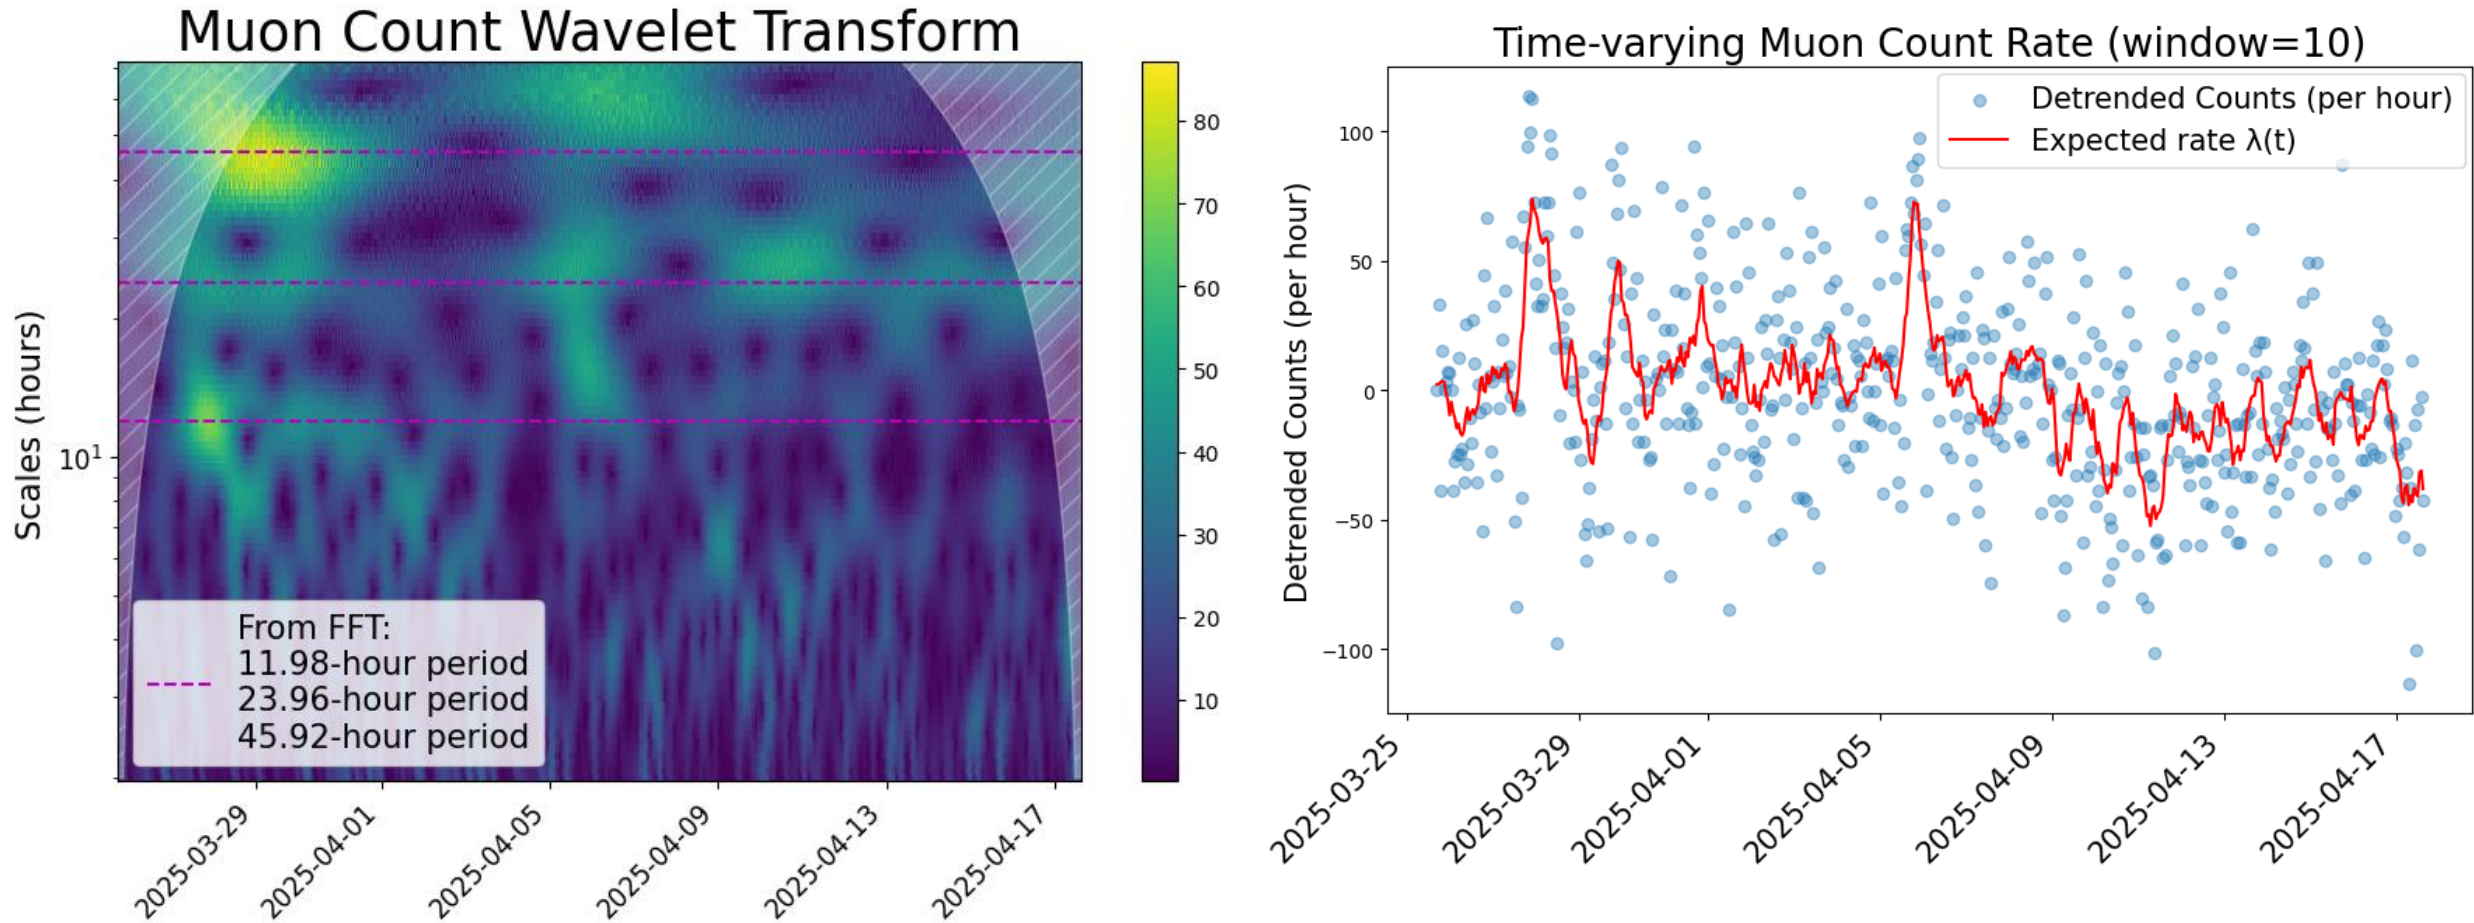 Muon Count Wavelet Transform
Scales (hours)
10¹
From FFT:
11.98-hour period
23.96-hour period
45.92-hour period
2025-03-29
2025-04-01
2025-04-05
2025-04-09
2025-04-13
2025-04-17
80
70
60
50
40
30
20
10
Time-varying Muon Count Rate (window=10)
Detrended Counts (per hour)
Expected rate λ(t)
Detrended Counts (per hour)
100
50
0
−50
−100
2025-03-25
2025-03-29
2025-04-01
2025-04-05
2025-04-09
2025-04-13
2025-04-17